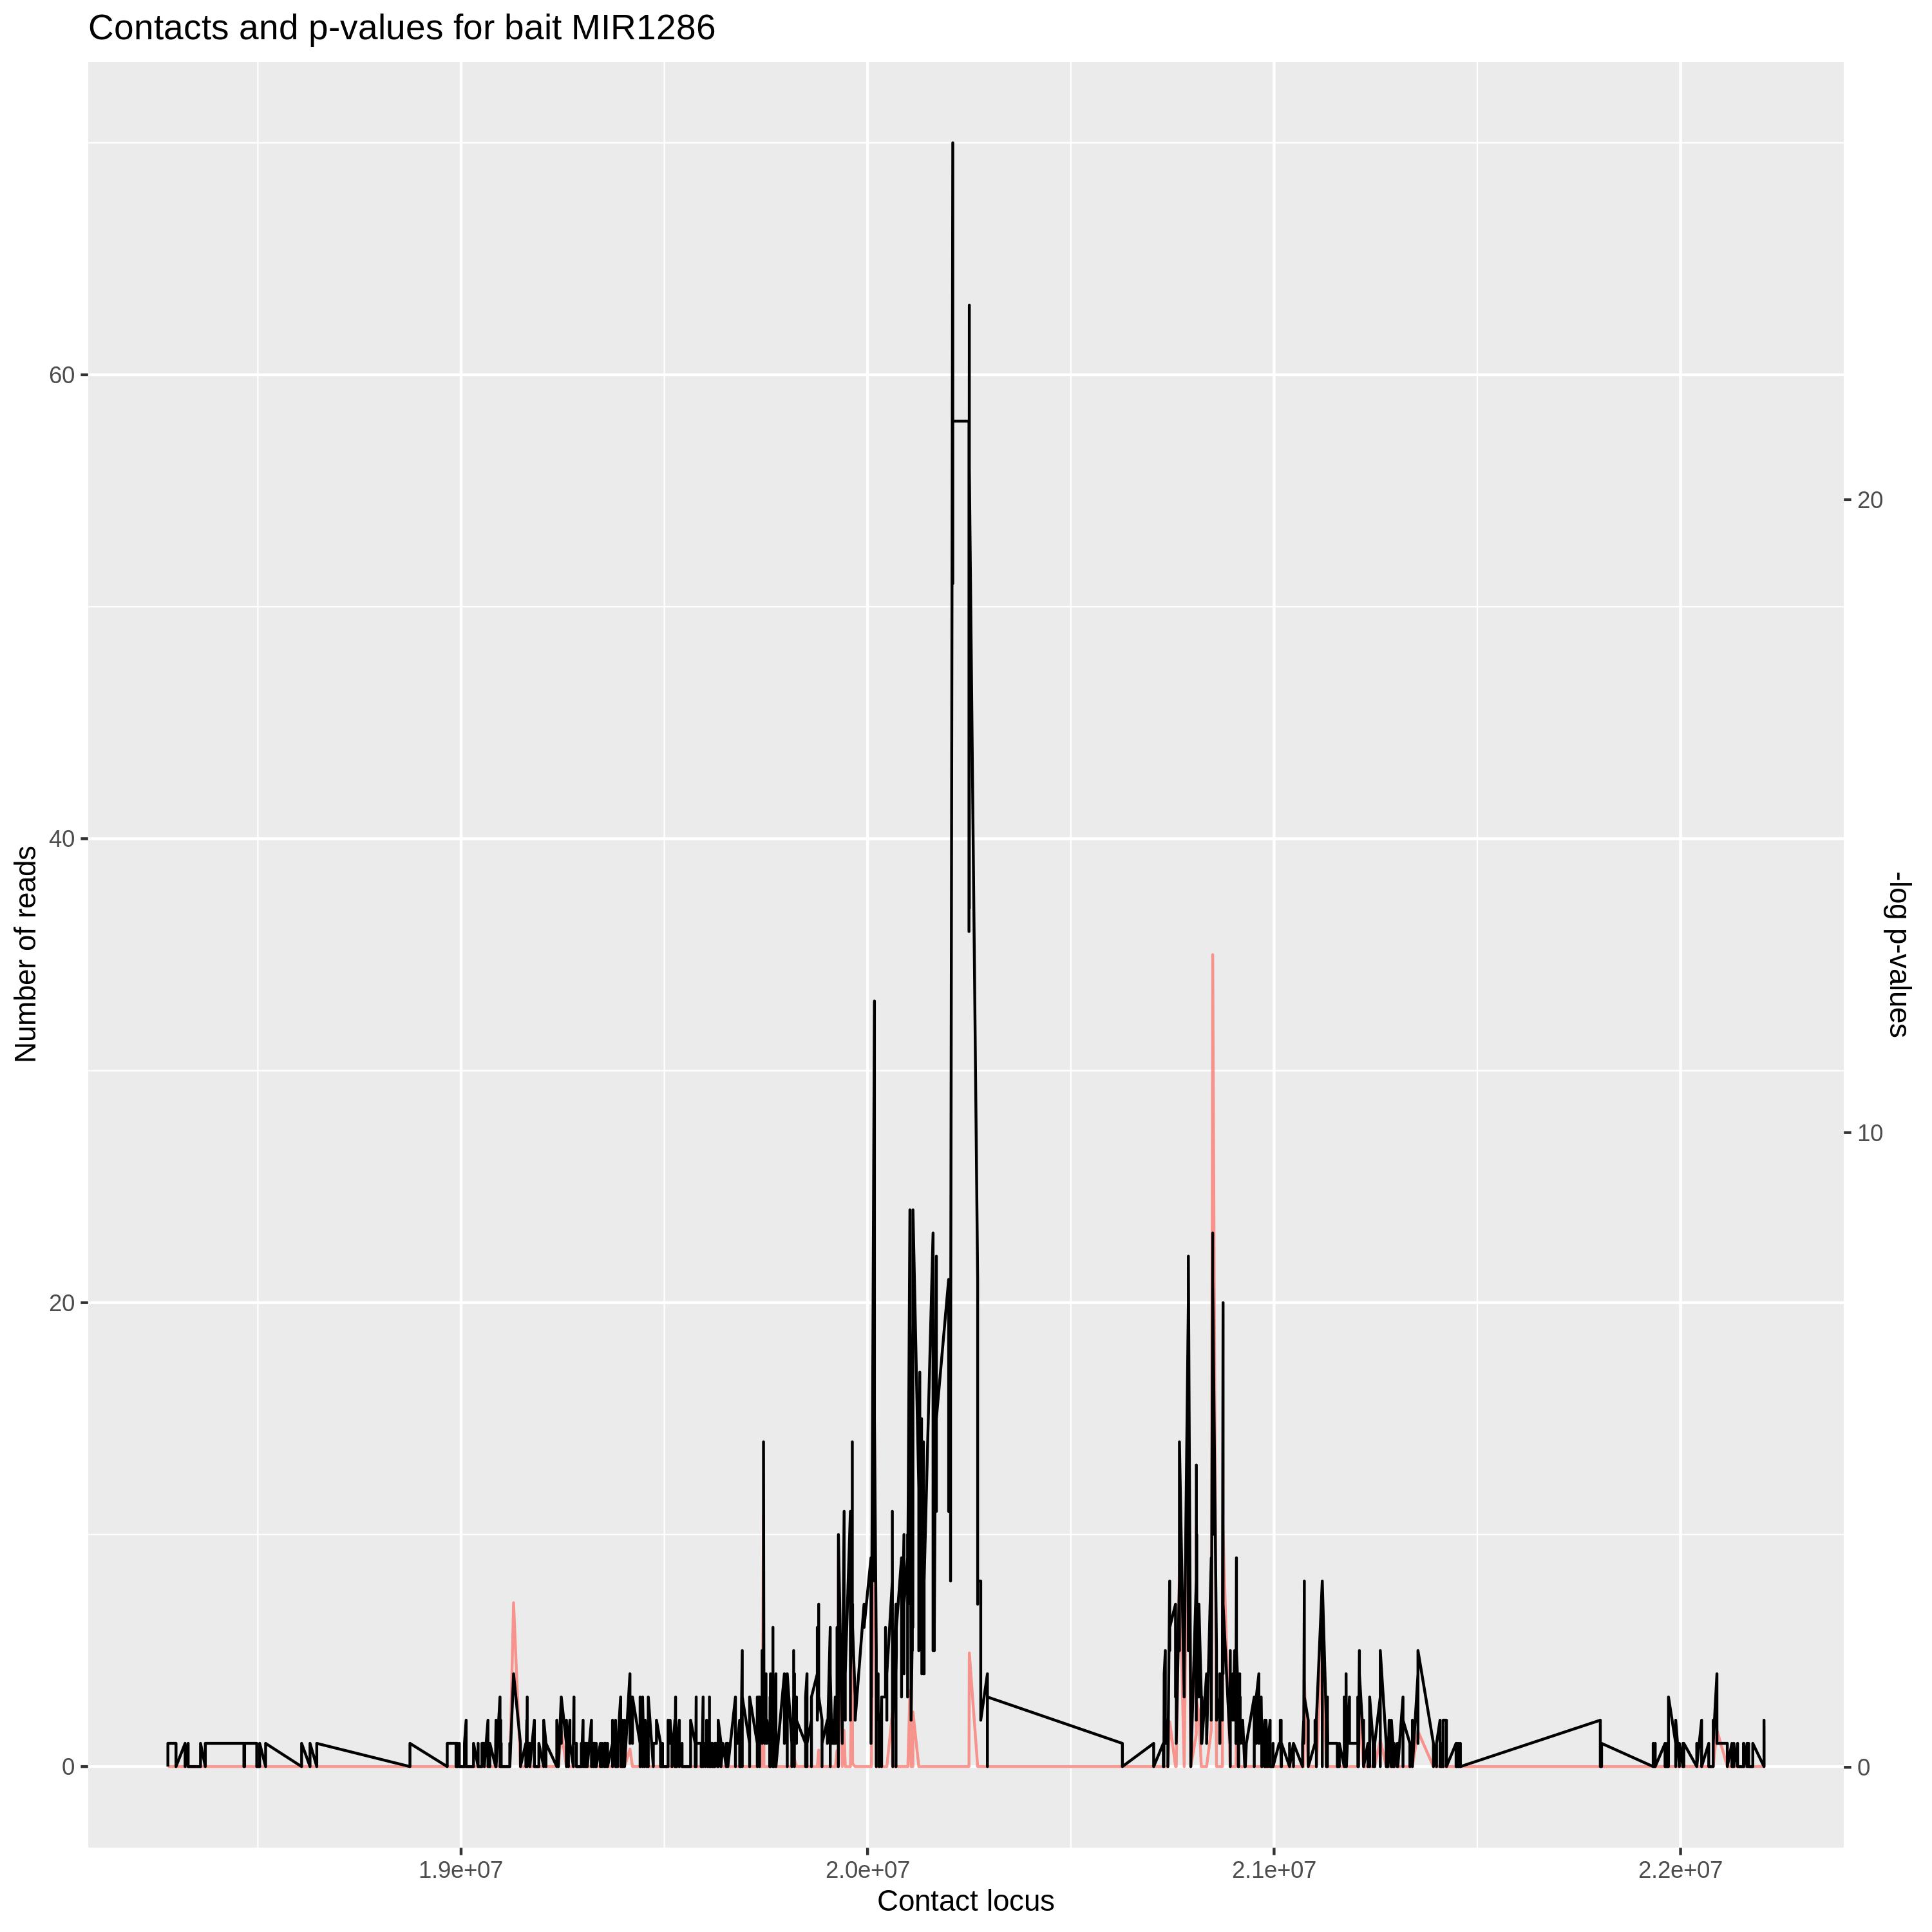 Contacts and p-values for bait MIR1286
Number of reads
60
40
20
0
20
10
0
-log p-values
1.9e+07
2.0e+07
2.1e+07
2.2e+07
Contact locus